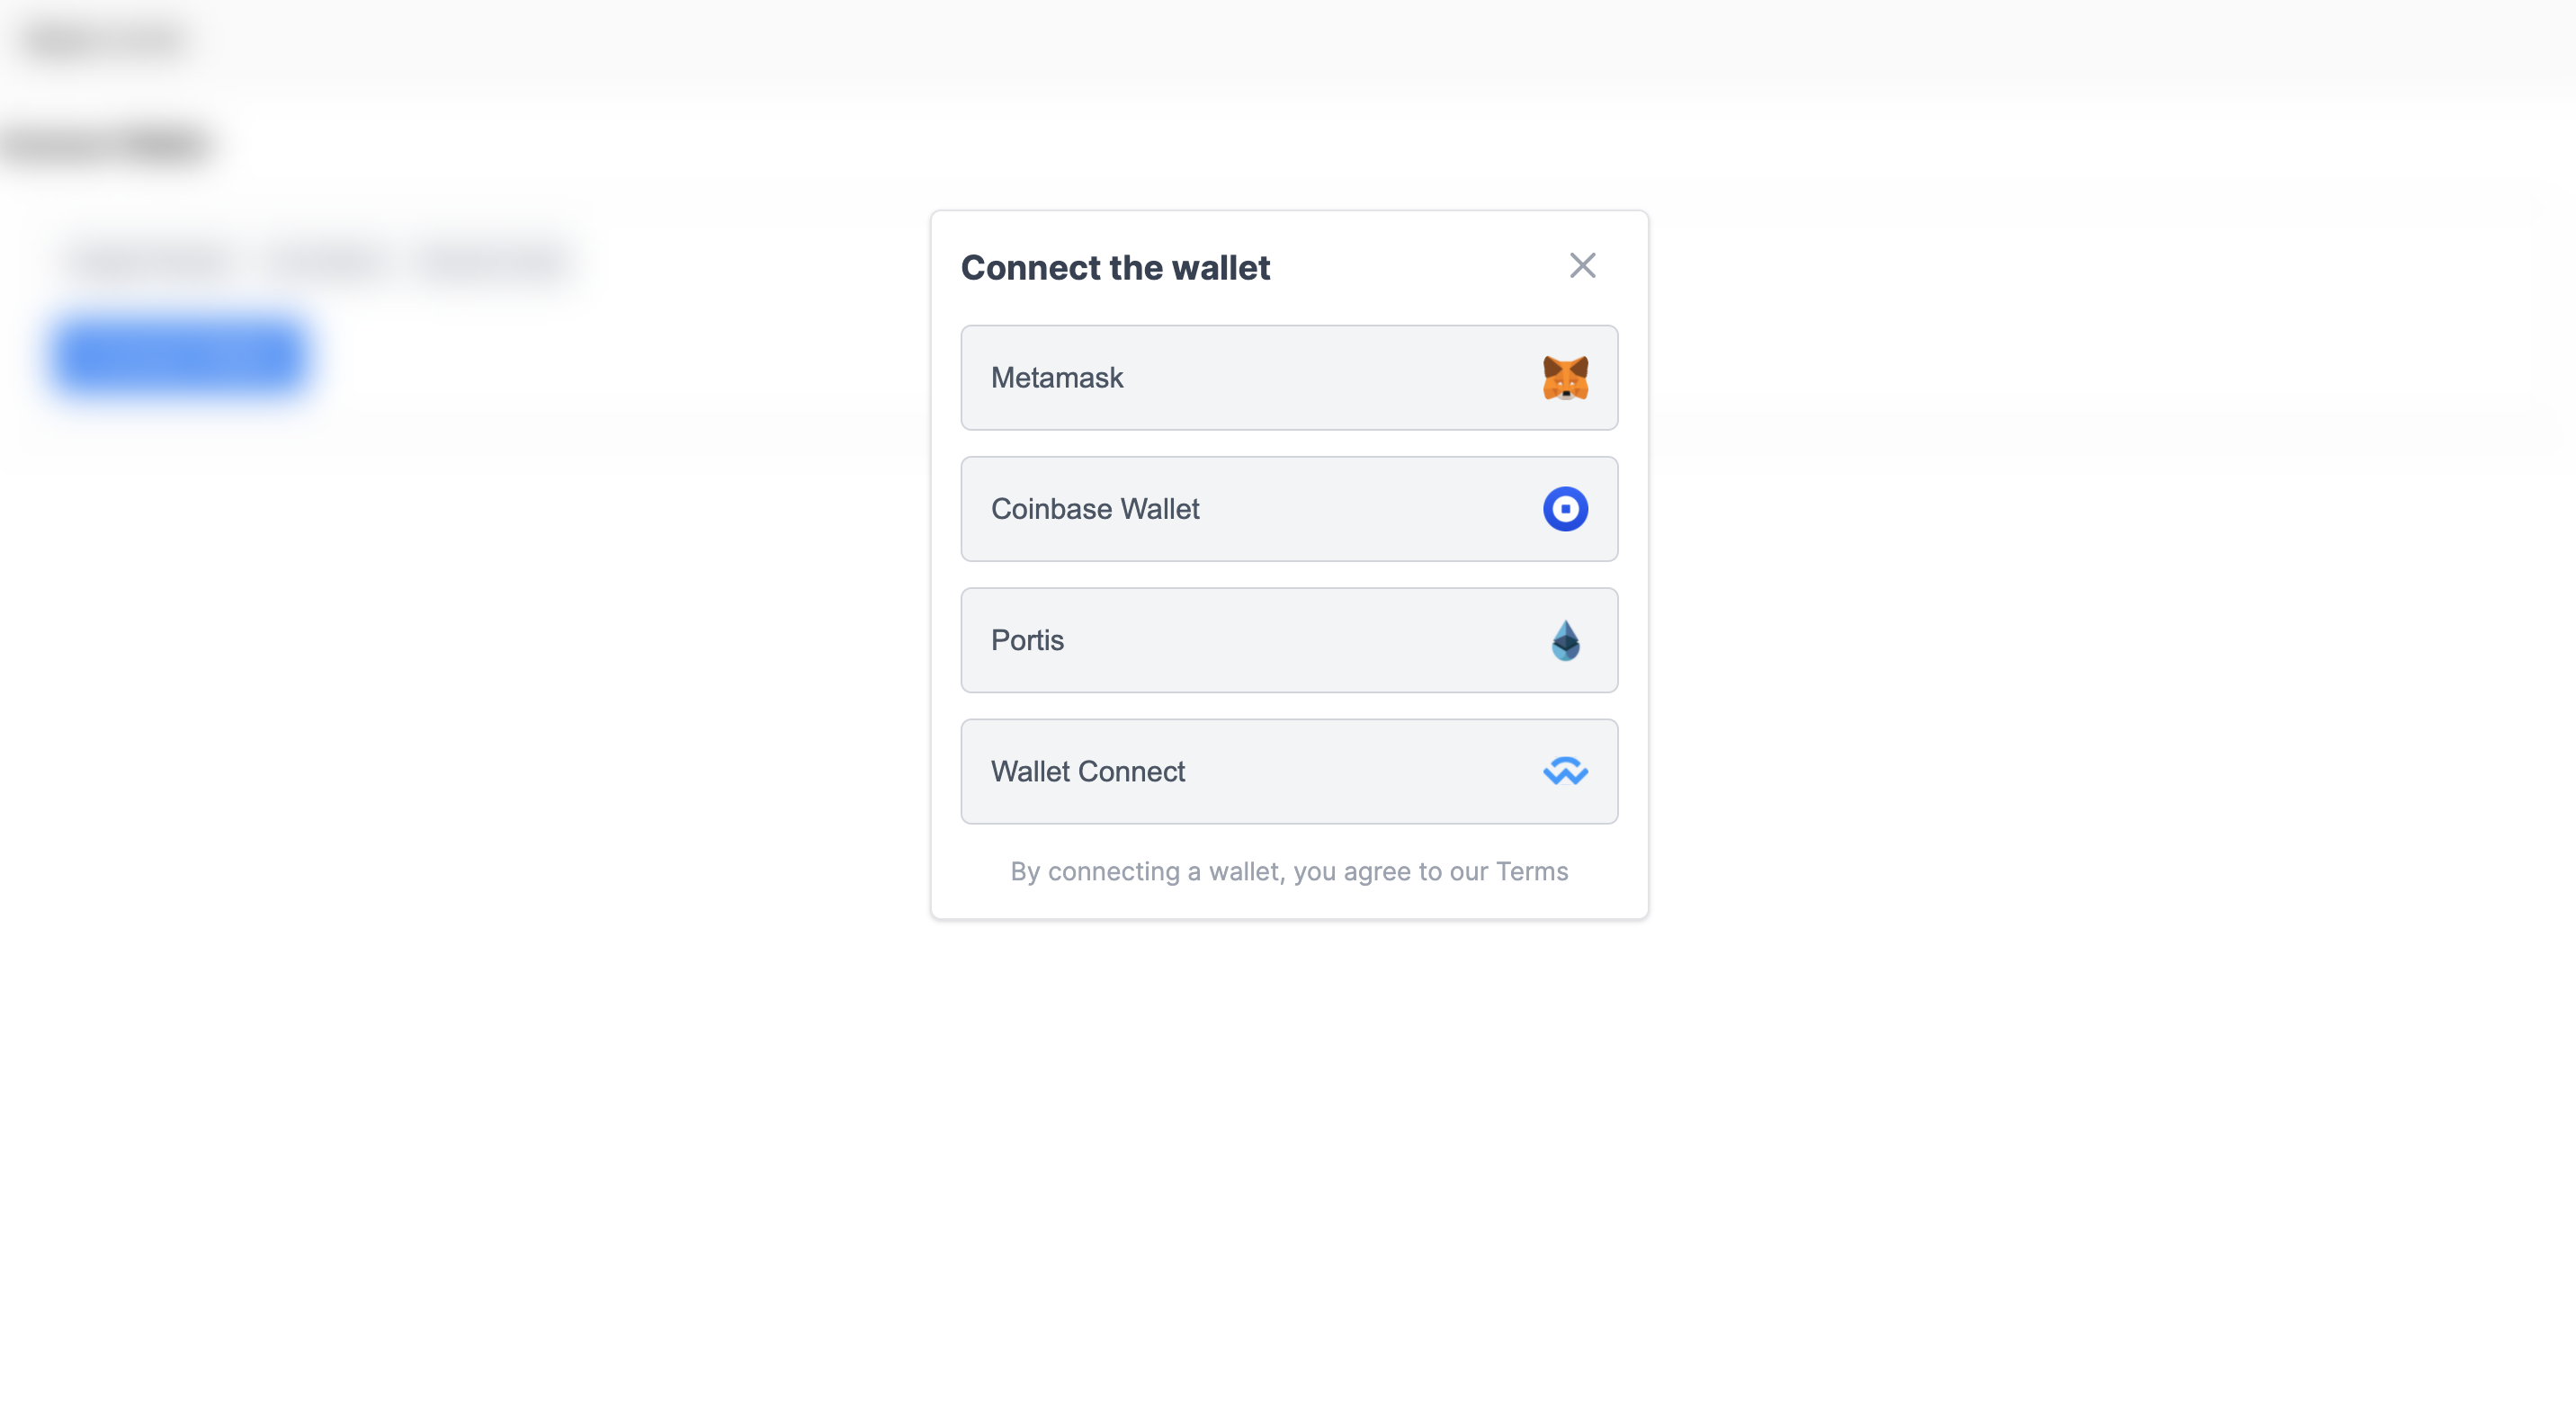 Connect the wallet
Metamask
Coinbase Wallet
Portis
Wallet Connect
By connecting a wallet, you agree to our Terms